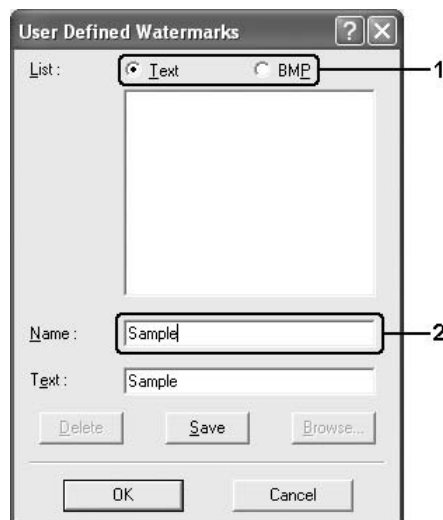 User Defined Watermarks
List : Text BMP 1
Name : Sample 2
Text : Sample
Delete Save Browse...
OK Cancel